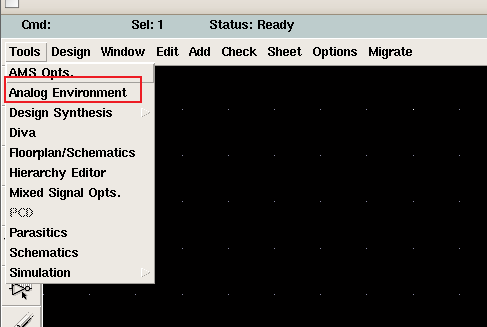 Cmd: Sel: 1 Status: Ready
Tools Design Window Edit Add Check Sheet Options Migrate
AMS Opts.
Analog Environment
Design Synthesis
Diva
Floorplan/Schematics
Hierarchy Editor
Mixed Signal Opts.
PCD
Parasitics
Schematics
Simulation